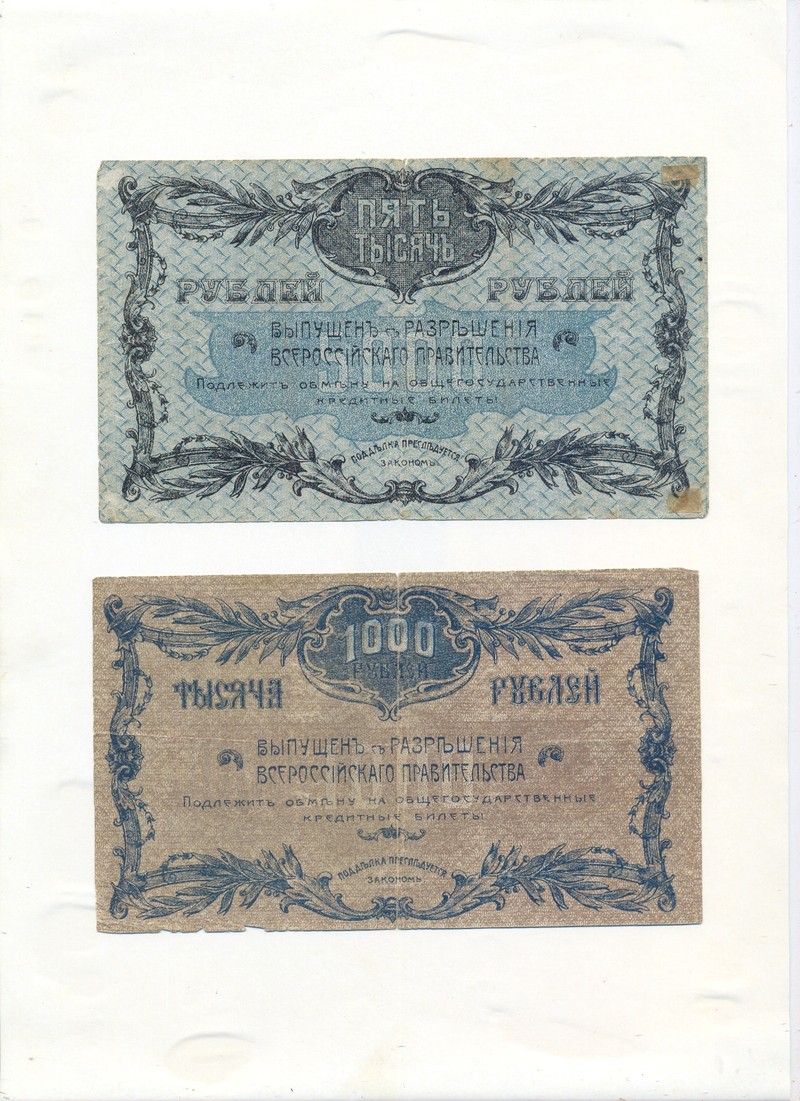 ПЯТЬ
ТЫСЯЧЪ
РУБЛЕЙ РУБЛЕЙ
5000
ВЫПУЩЕНЪ съ РАЗРѢШЕНІЯ
ВСЕРОССІЙСКАГО ПРАВИТЕЛЬСТВА
Подлежитъ обмѣну на общегосударственные
кредитные билеты.
ПОДДѢЛКА ПРЕСЛѢДУЕТСЯ
ЗАКОНОМЪ.
1000
РУБЛЕЙ
ТЫСЯЧА РУБЛЕЙ
ВЫПУЩЕНЪ съ РАЗРѢШЕНІЯ
ВСЕРОССІЙСКАГО ПРАВИТЕЛЬСТВА
Подлежитъ обмѣну на общегосударственные
кредитные билеты.
ПОДДѢЛКА ПРЕСЛѢДУЕТСЯ
ЗАКОНОМЪ.